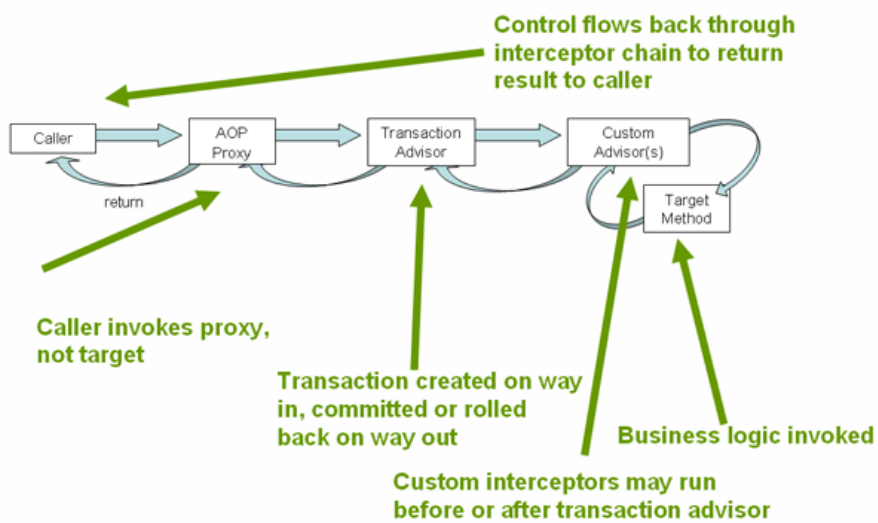 Control flows back through
interceptor chain to return
result to caller
Caller
AOP
Proxy
Transaction
Advisor
Custom
Advisor(s)
Target
Method
return
Caller invokes proxy,
not target
Transaction created on way
in, committed or rolled
back on way out
Business logic invoked
Custom interceptors may run
before or after transaction advisor